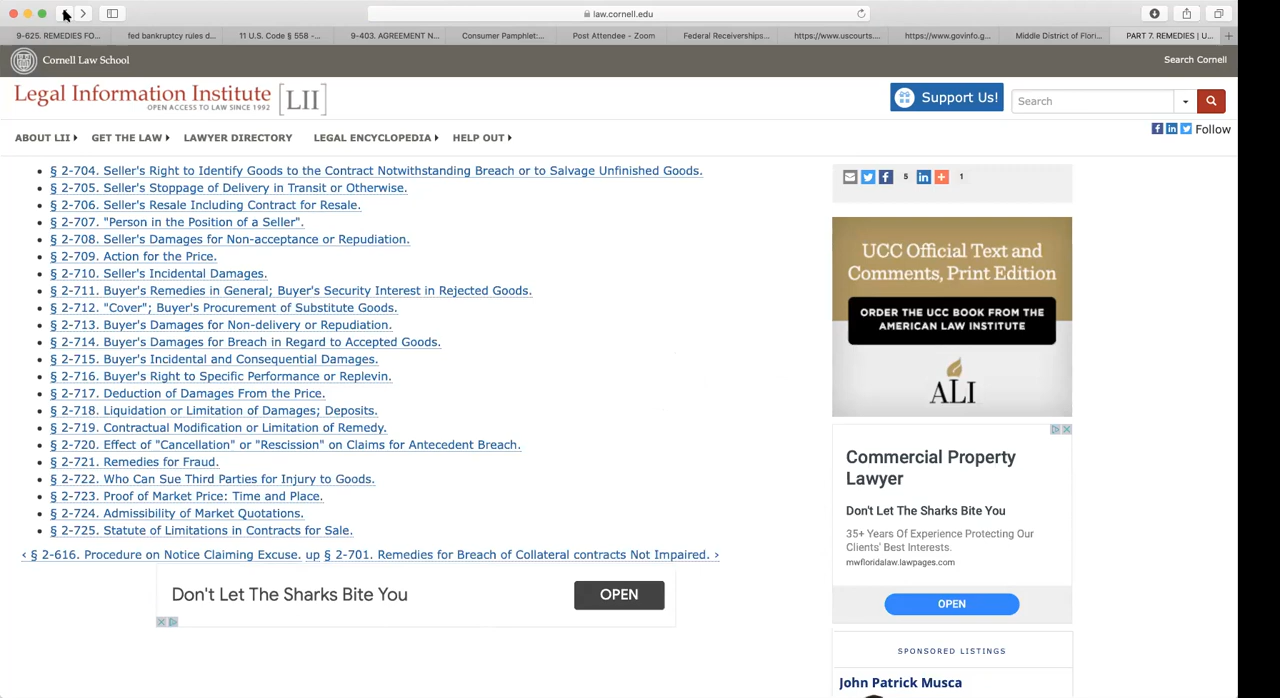 law.cornell.edu
9-625. REMEDIES FO...
fed bankruptcy rules d...
11 U.S. Code § 558 -...
9-403. AGREEMENT N...
Consumer Pamphlet:...
Post Attendee - Zoom
Federal Receiverships...
https://www.uscourts....
https://www.govinfo.g...
Middle District of Flori...
PART 7. REMEDIES | U...
Cornell Law School
Search Cornell
Legal Information Institute [LII]
OPEN ACCESS TO LAW SINCE 1992
Support Us!
Search
ABOUT LII
GET THE LAW
LAWYER DIRECTORY
LEGAL ENCYCLOPEDIA
HELP OUT
Follow
§ 2-704. Seller's Right to Identify Goods to the Contract Notwithstanding Breach or to Salvage Unfinished Goods.
§ 2-705. Seller's Stoppage of Delivery in Transit or Otherwise.
§ 2-706. Seller's Resale Including Contract for Resale.
§ 2-707. "Person in the Position of a Seller".
§ 2-708. Seller's Damages for Non-acceptance or Repudiation.
§ 2-709. Action for the Price.
§ 2-710. Seller's Incidental Damages.
§ 2-711. Buyer's Remedies in General; Buyer's Security Interest in Rejected Goods.
§ 2-712. "Cover"; Buyer's Procurement of Substitute Goods.
§ 2-713. Buyer's Damages for Non-delivery or Repudiation.
§ 2-714. Buyer's Damages for Breach in Regard to Accepted Goods.
§ 2-715. Buyer's Incidental and Consequential Damages.
§ 2-716. Buyer's Right to Specific Performance or Replevin.
§ 2-717. Deduction of Damages From the Price.
§ 2-718. Liquidation or Limitation of Damages; Deposits.
§ 2-719. Contractual Modification or Limitation of Remedy.
§ 2-720. Effect of "Cancellation" or "Rescission" on Claims for Antecedent Breach.
§ 2-721. Remedies for Fraud.
§ 2-722. Who Can Sue Third Parties for Injury to Goods.
§ 2-723. Proof of Market Price: Time and Place.
§ 2-724. Admissibility of Market Quotations.
§ 2-725. Statute of Limitations in Contracts for Sale.
‹ § 2-616. Procedure on Notice Claiming Excuse. up § 2-701. Remedies for Breach of Collateral contracts Not Impaired. ›
Don't Let The Sharks Bite You
OPEN
5
1
UCC Official Text and
Comments, Print Edition
ORDER THE UCC BOOK FROM THE
AMERICAN LAW INSTITUTE
ALI
Commercial Property
Lawyer
Don't Let The Sharks Bite You
35+ Years Of Experience Protecting Our
Clients' Best Interests.
mwfloridalaw.lawpages.com
OPEN
SPONSORED LISTINGS
John Patrick Musca